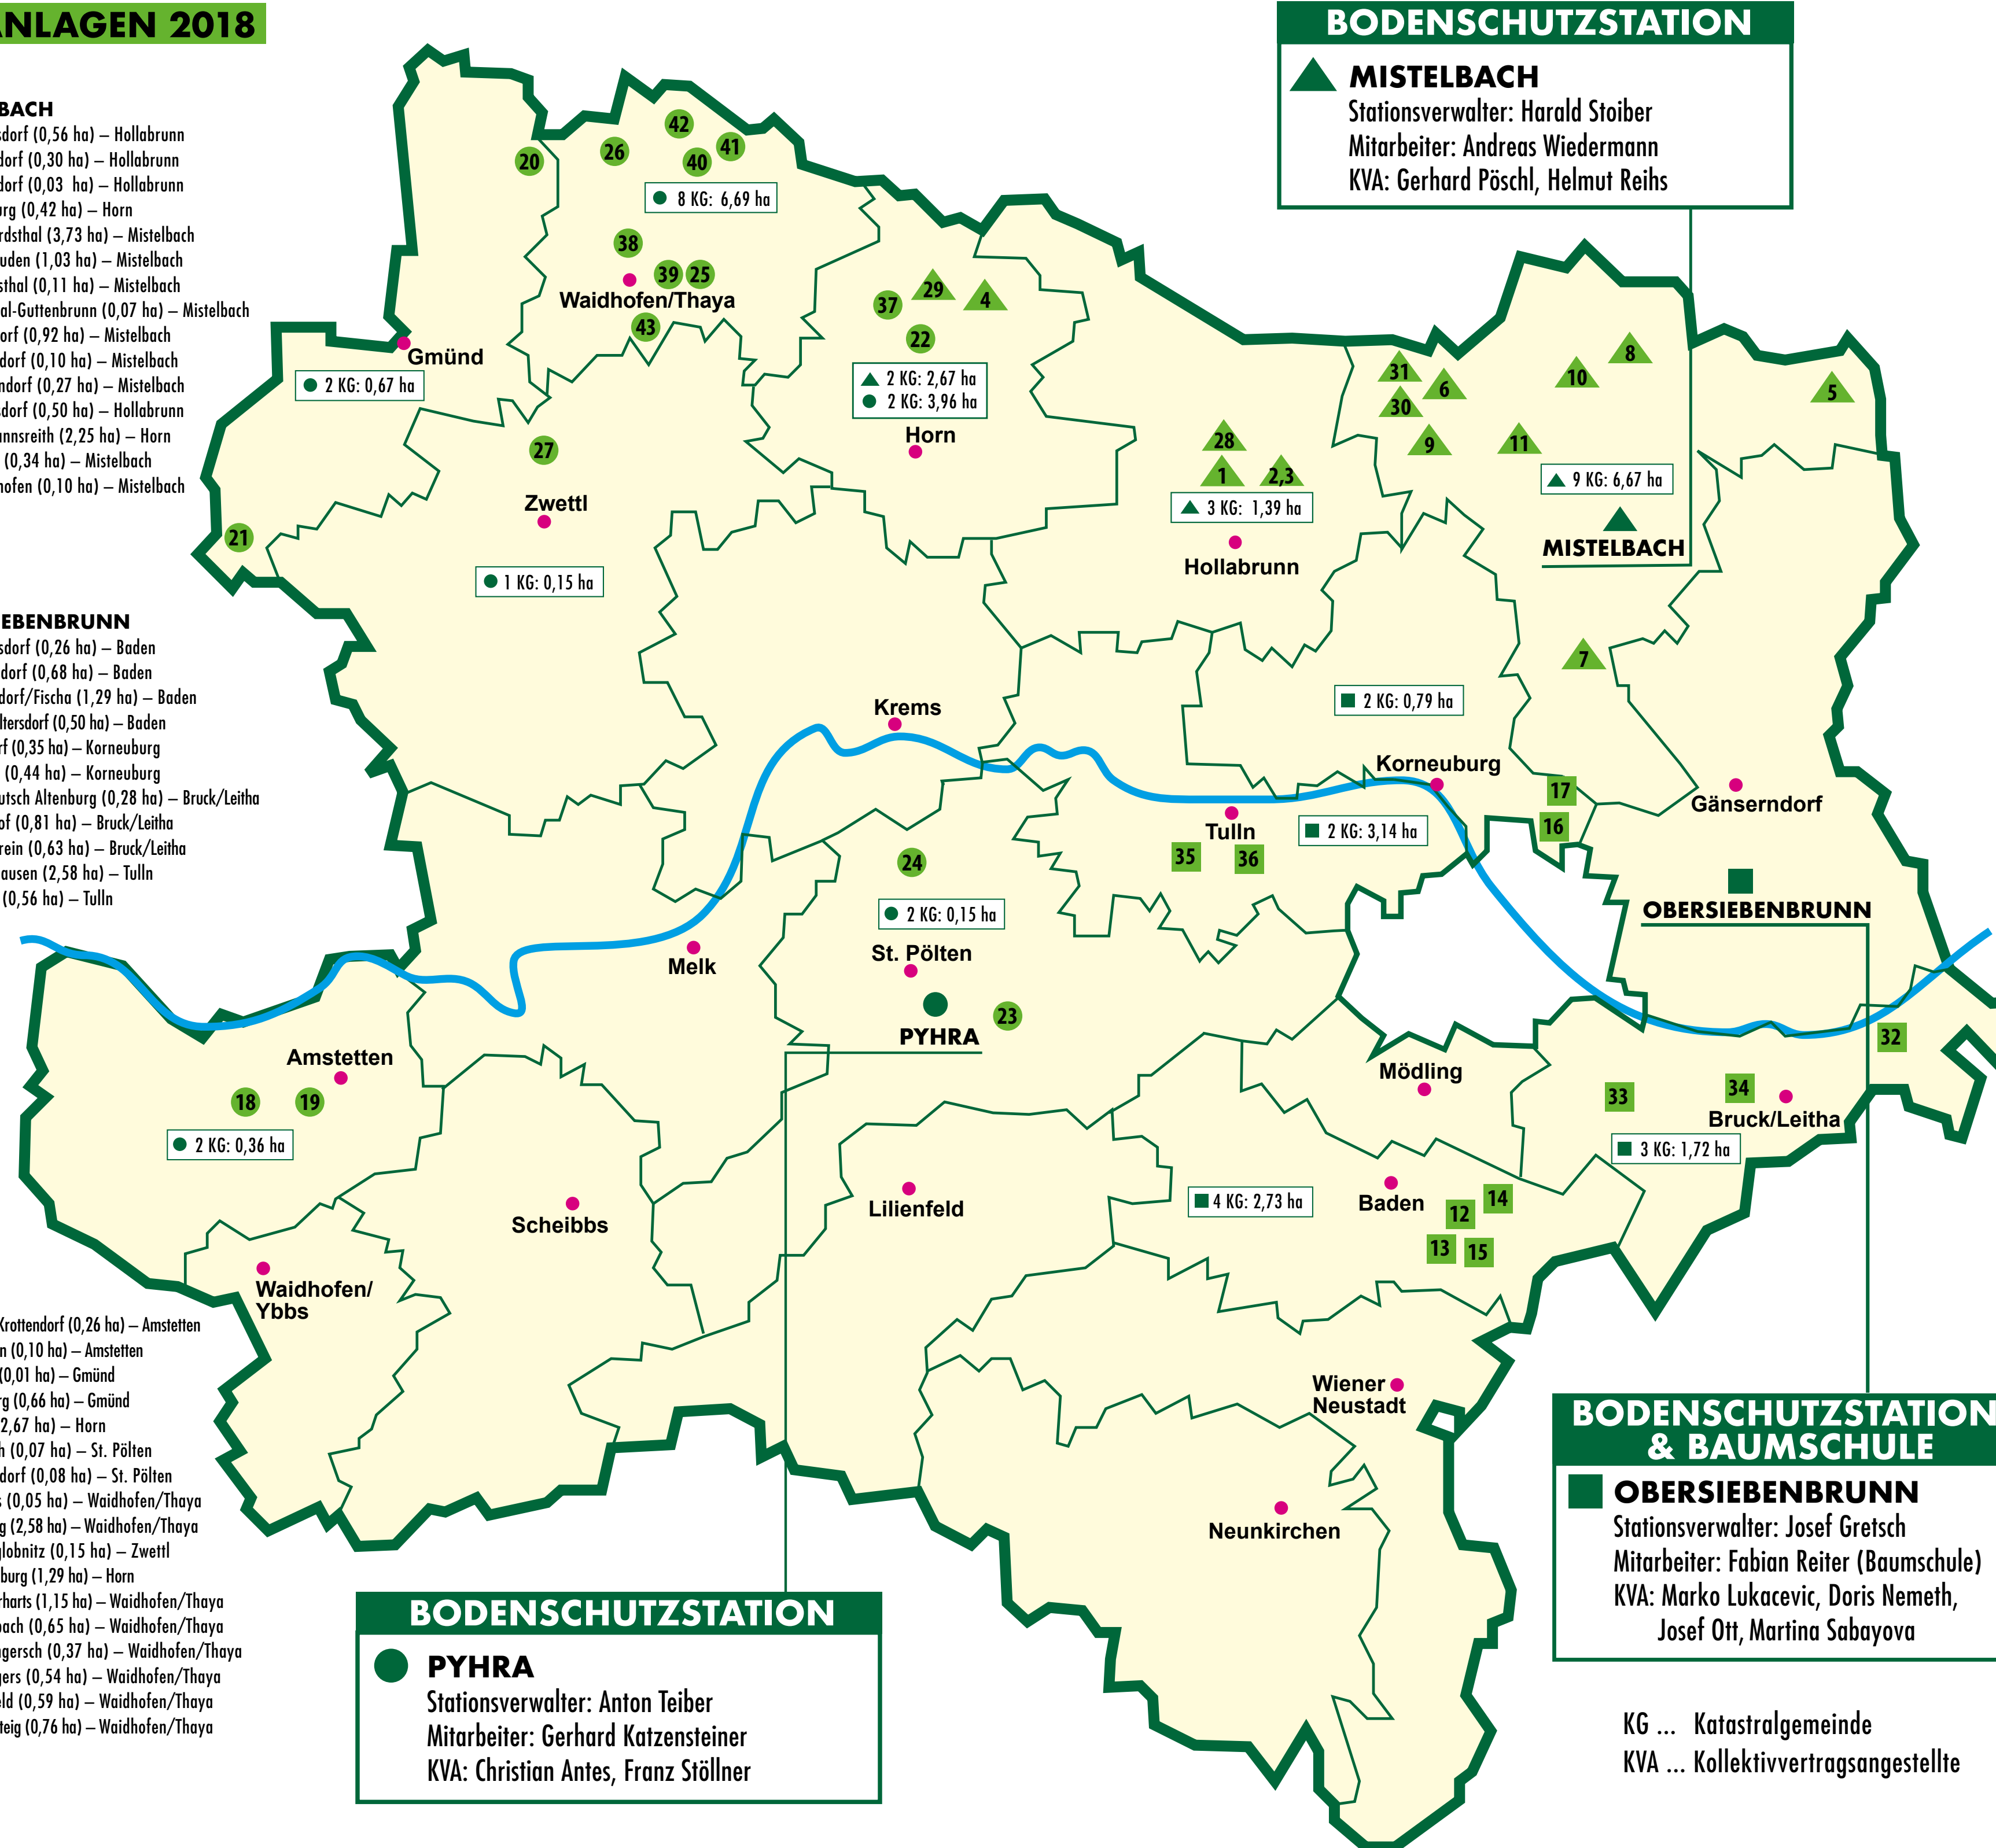 ANLAGEN 2018
BACH
sdorf (0,56 ha) – Hollabrunn
dorf (0,30 ha) – Hollabrunn
dorf (0,03 ha) – Hollabrunn
urg (0,42 ha) – Horn
rdsthal (3,73 ha) – Mistelbach
uden (1,03 ha) – Mistelbach
sthal (0,11 ha) – Mistelbach
al-Guttenbrunn (0,07 ha) – Mistelbach
orf (0,92 ha) – Mistelbach
dorf (0,10 ha) – Mistelbach
ndorf (0,27 ha) – Mistelbach
sdorf (0,50 ha) – Hollabrunn
annsreith (2,25 ha) – Horn
(0,34 ha) – Mistelbach
hofen (0,10 ha) – Mistelbach
EBENBRUNN
sdorf (0,26 ha) – Baden
dorf (0,68 ha) – Baden
dorf/Fischa (1,29 ha) – Baden
ltersdorf (0,50 ha) – Baden
rf (0,35 ha) – Korneuburg
(0,44 ha) – Korneuburg
utsch Altenburg (0,28 ha) – Bruck/Leitha
of (0,81 ha) – Bruck/Leitha
rein (0,63 ha) – Bruck/Leitha
ausen (2,58 ha) – Tulln
(0,56 ha) – Tulln
Krottendorf (0,26 ha) – Amstetten
n (0,10 ha) – Amstetten
(0,01 ha) – Gmünd
rg (0,66 ha) – Gmünd
2,67 ha) – Horn
h (0,07 ha) – St. Pölten
dorf (0,08 ha) – St. Pölten
s (0,05 ha) – Waidhofen/Thaya
g (2,58 ha) – Waidhofen/Thaya
globnitz (0,15 ha) – Zwettl
burg (1,29 ha) – Horn
rharts (1,15 ha) – Waidhofen/Thaya
bach (0,65 ha) – Waidhofen/Thaya
ngersch (0,37 ha) – Waidhofen/Thaya
gers (0,54 ha) – Waidhofen/Thaya
eld (0,59 ha) – Waidhofen/Thaya
teig (0,76 ha) – Waidhofen/Thaya
BODENSCHUTZSTATION
MISTELBACH
Stationsverwalter: Harald Stoiber
Mitarbeiter: Andreas Wiedermann
KVA: Gerhard Pöschl, Helmut Reihs
42
41
26
20
40
8 KG: 6,69 ha
38
39
25
Waidhofen/Thaya
43
Gmünd
2 KG: 0,67 ha
29
4
37
22
2 KG: 2,67 ha
2 KG: 3,96 ha
Horn
27
Zwettl
21
1 KG: 0,15 ha
28
1
2,3
3 KG: 1,39 ha
Hollabrunn
31
6
30
9
10
8
11
5
9 KG: 6,67 ha
MISTELBACH
7
2 KG: 0,79 ha
Krems
Korneuburg
17
16
Gänserndorf
Tulln
2 KG: 3,14 ha
35
36
OBERSIEBENBRUNN
24
2 KG: 0,15 ha
St. Pölten
Melk
PYHRA
23
Amstetten
18
19
2 KG: 0,36 ha
Mödling
32
33
34
Bruck/Leitha
3 KG: 1,72 ha
Scheibbs
Lilienfeld
4 KG: 2,73 ha
Baden
12
14
13
15
Waidhofen/
Ybbs
Wiener
Neustadt
Neunkirchen
BODENSCHUTZSTATION
& BAUMSCHULE
OBERSIEBENBRUNN
Stationsverwalter: Josef Gretsch
Mitarbeiter: Fabian Reiter (Baumschule)
KVA: Marko Lukacevic, Doris Nemeth,
Josef Ott, Martina Sabayova
BODENSCHUTZSTATION
PYHRA
Stationsverwalter: Anton Teiber
Mitarbeiter: Gerhard Katzensteiner
KVA: Christian Antes, Franz Stöllner
KG ... Katastralgemeinde
KVA ... Kollektivvertragsangestellte